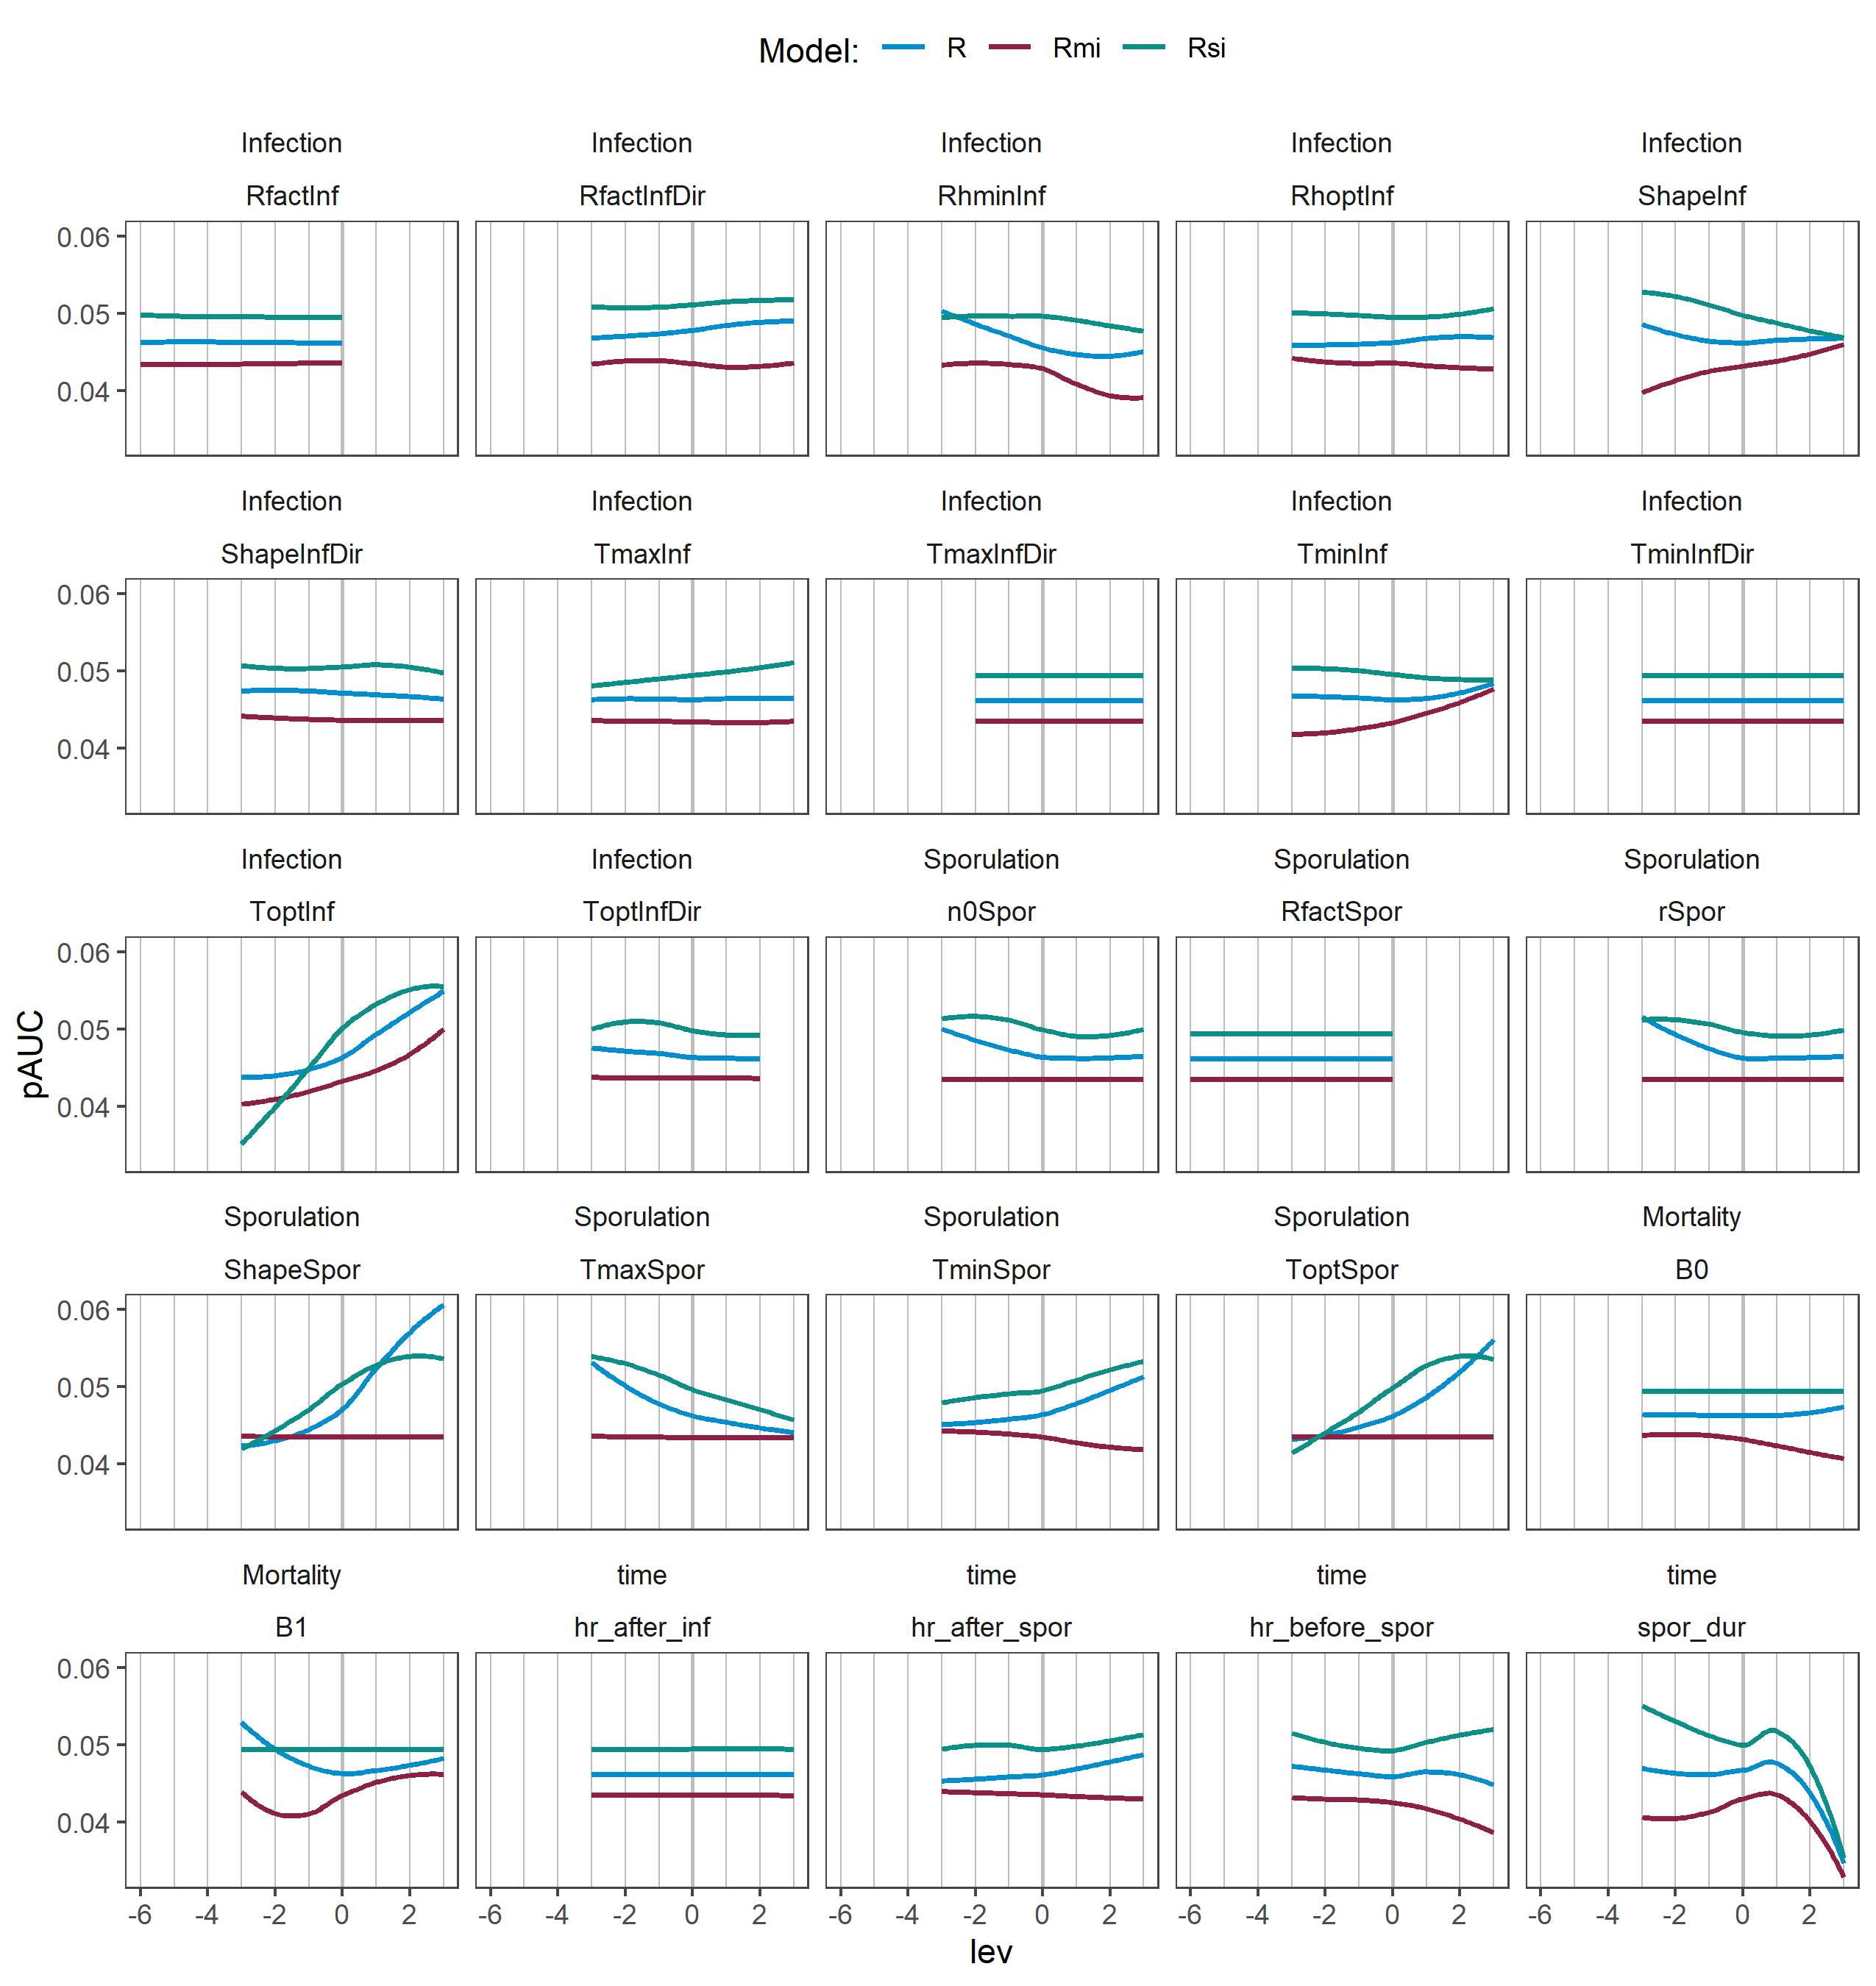 Model: R Rmi Rsi
Infection Infection Infection Infection Infection
RfactInf RfactInfDir RhminInf RhoptInf ShapeInf
0.06
0.05
0.04
Infection Infection Infection Infection Infection
ShapeInfDir TmaxInf TmaxInfDir TminInf TminInfDir
0.06
0.05
0.04
Infection Infection Sporulation Sporulation Sporulation
ToptInf ToptInfDir n0Spor RfactSpor rSpor
0.06
0.05
0.04
pAUC
Sporulation Sporulation Sporulation Sporulation Mortality
ShapeSpor TmaxSpor TminSpor ToptSpor B0
0.06
0.05
0.04
Mortality time time time time
B1 hr_after_inf hr_after_spor hr_before_spor spor_dur
0.06
0.05
0.04
-6 -4 -2 0 2 -6 -4 -2 0 2 -6 -4 -2 0 2 -6 -4 -2 0 2 -6 -4 -2 0 2
lev